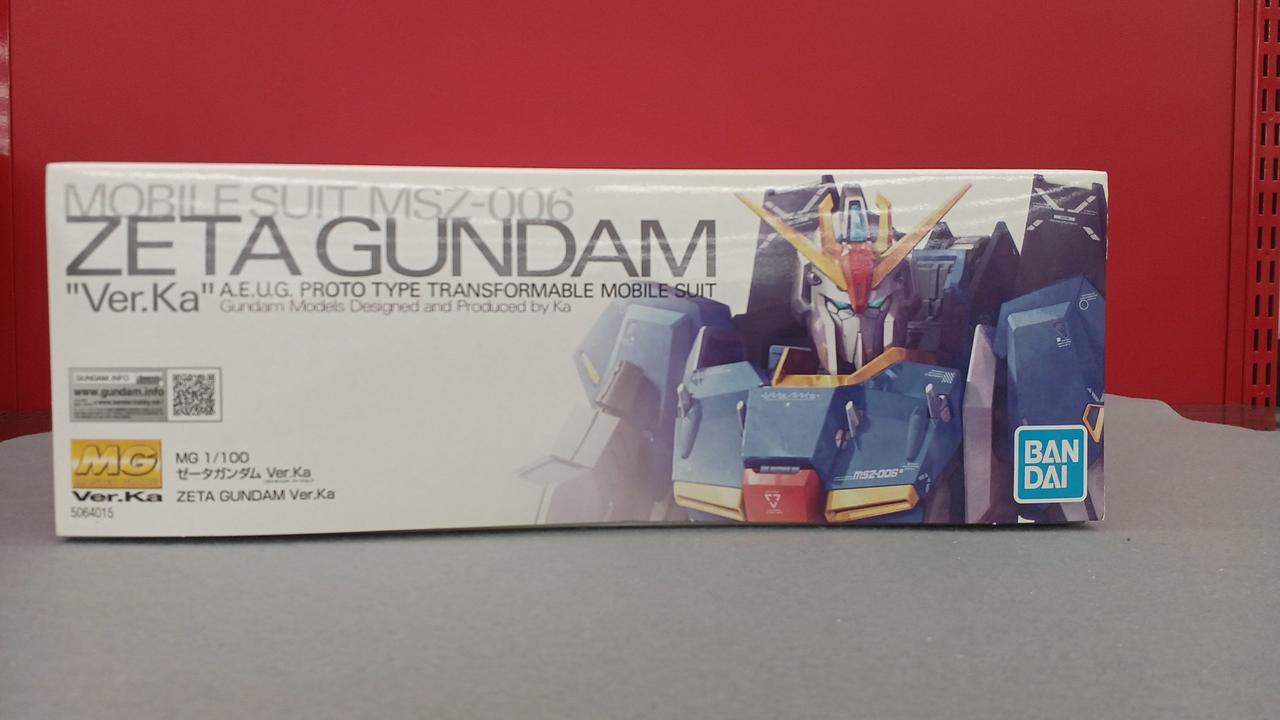 MOBILE SUIT MSZ-006
ZETA GUNDAM
"Ver.Ka" A.E.U.G. PROTO TYPE TRANSFORMABLE MOBILE SUIT
Gundam Models Designed and Produced by Ka
GUNDAM.INFO
www.gundam.info
MG
Ver.Ka
MG 1/100
ゼータガンダム Ver.Ka
ZETA GUNDAM Ver.Ka
5064015
MSZ-006
BAN
DAI